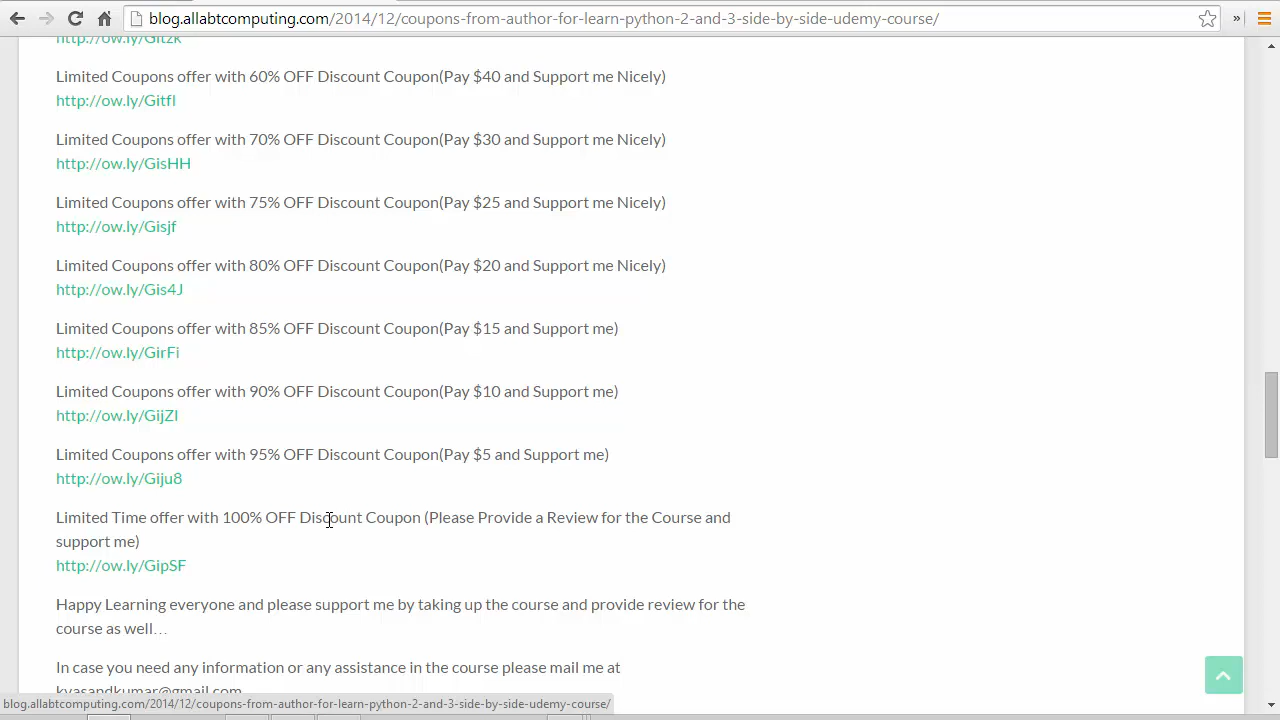 blog.allabtcomputing.com/2014/12/coupons-from-author-for-learn-python-2-and-3-side-by-side-udemy-course/
Limited Coupons offer with 60% OFF Discount Coupon(Pay $40 and Support me Nicely)
http://ow.ly/Gitfl
Limited Coupons offer with 70% OFF Discount Coupon(Pay $30 and Support me Nicely)
http://ow.ly/GisHH
Limited Coupons offer with 75% OFF Discount Coupon(Pay $25 and Support me Nicely)
http://ow.ly/Gisjf
Limited Coupons offer with 80% OFF Discount Coupon(Pay $20 and Support me Nicely)
http://ow.ly/Gis4J
Limited Coupons offer with 85% OFF Discount Coupon(Pay $15 and Support me)
http://ow.ly/GirFi
Limited Coupons offer with 90% OFF Discount Coupon(Pay $10 and Support me)
http://ow.ly/GijZl
Limited Coupons offer with 95% OFF Discount Coupon(Pay $5 and Support me)
http://ow.ly/Giju8
Limited Time offer with 100% OFF Discount Coupon (Please Provide a Review for the Course and
support me)
http://ow.ly/GipSF
Happy Learning everyone and please support me by taking up the course and provide review for the
course as well…
In case you need any information or any assistance in the course please mail me at
kyasandkumar@gmail.com
blog.allabtcomputing.com/2014/12/coupons-from-author-for-learn-python-2-and-3-side-by-side-udemy-course/